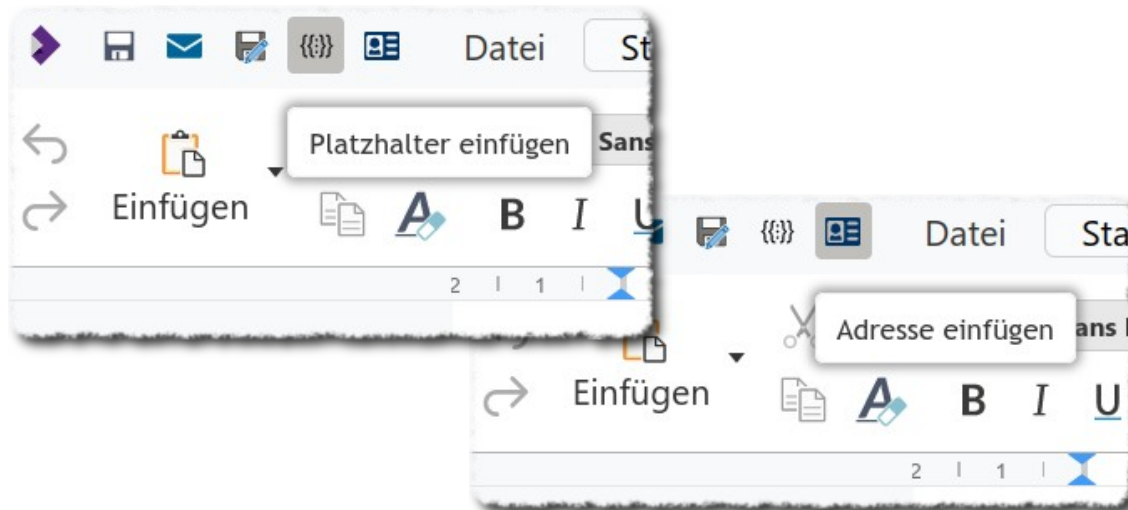 {{:}} Datei St
Platzhalter einfügen Sans
Einfügen
B I U
2 1
{{:}} Datei Sta
Adresse einfügen ans
Einfügen
B I U
2 1